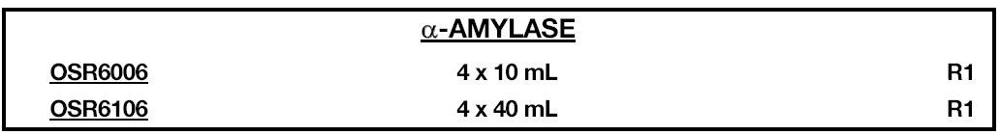 α-AMYLASE
OSR6006 4 x 10 mL R1
OSR6106 4 x 40 mL R1